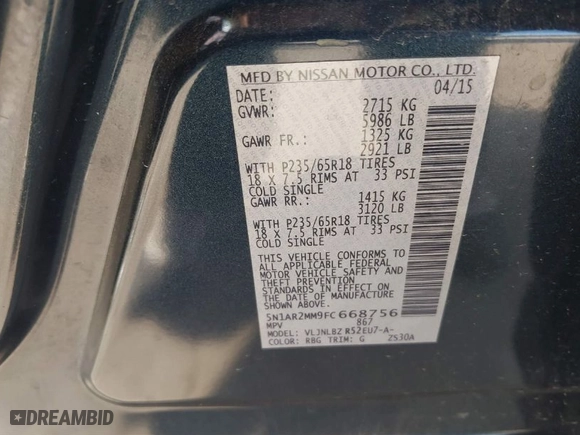 MFD BY NISSAN MOTOR CO., LTD.
DATE: 04/15
GVWR: 2715 KG
5986 LB
GAWR FR.: 1325 KG
2921 LB
WITH P235/65R18 TIRES
18 X 7.5 RIMS AT 33 PSI
COLD SINGLE
GAWR RR.: 1415 KG
3120 LB
WITH P235/65R18 TIRES
18 X 7.5 RIMS AT 33 PSI
COLD SINGLE
THIS VEHICLE CONFORMS TO
ALL APPLICABLE FEDERAL
MOTOR VEHICLE SAFETY AND
THEFT PREVENTION
STANDARDS IN EFFECT ON
THE DATE OF MANUFACTURE
SHOWN ABOVE.
5N1AR2MM9FC668756
MPV 867
MODEL: VLJNLBZ R52EU7-A-
COLOR: RBG TRIM: G ZS30A
DREAMBID